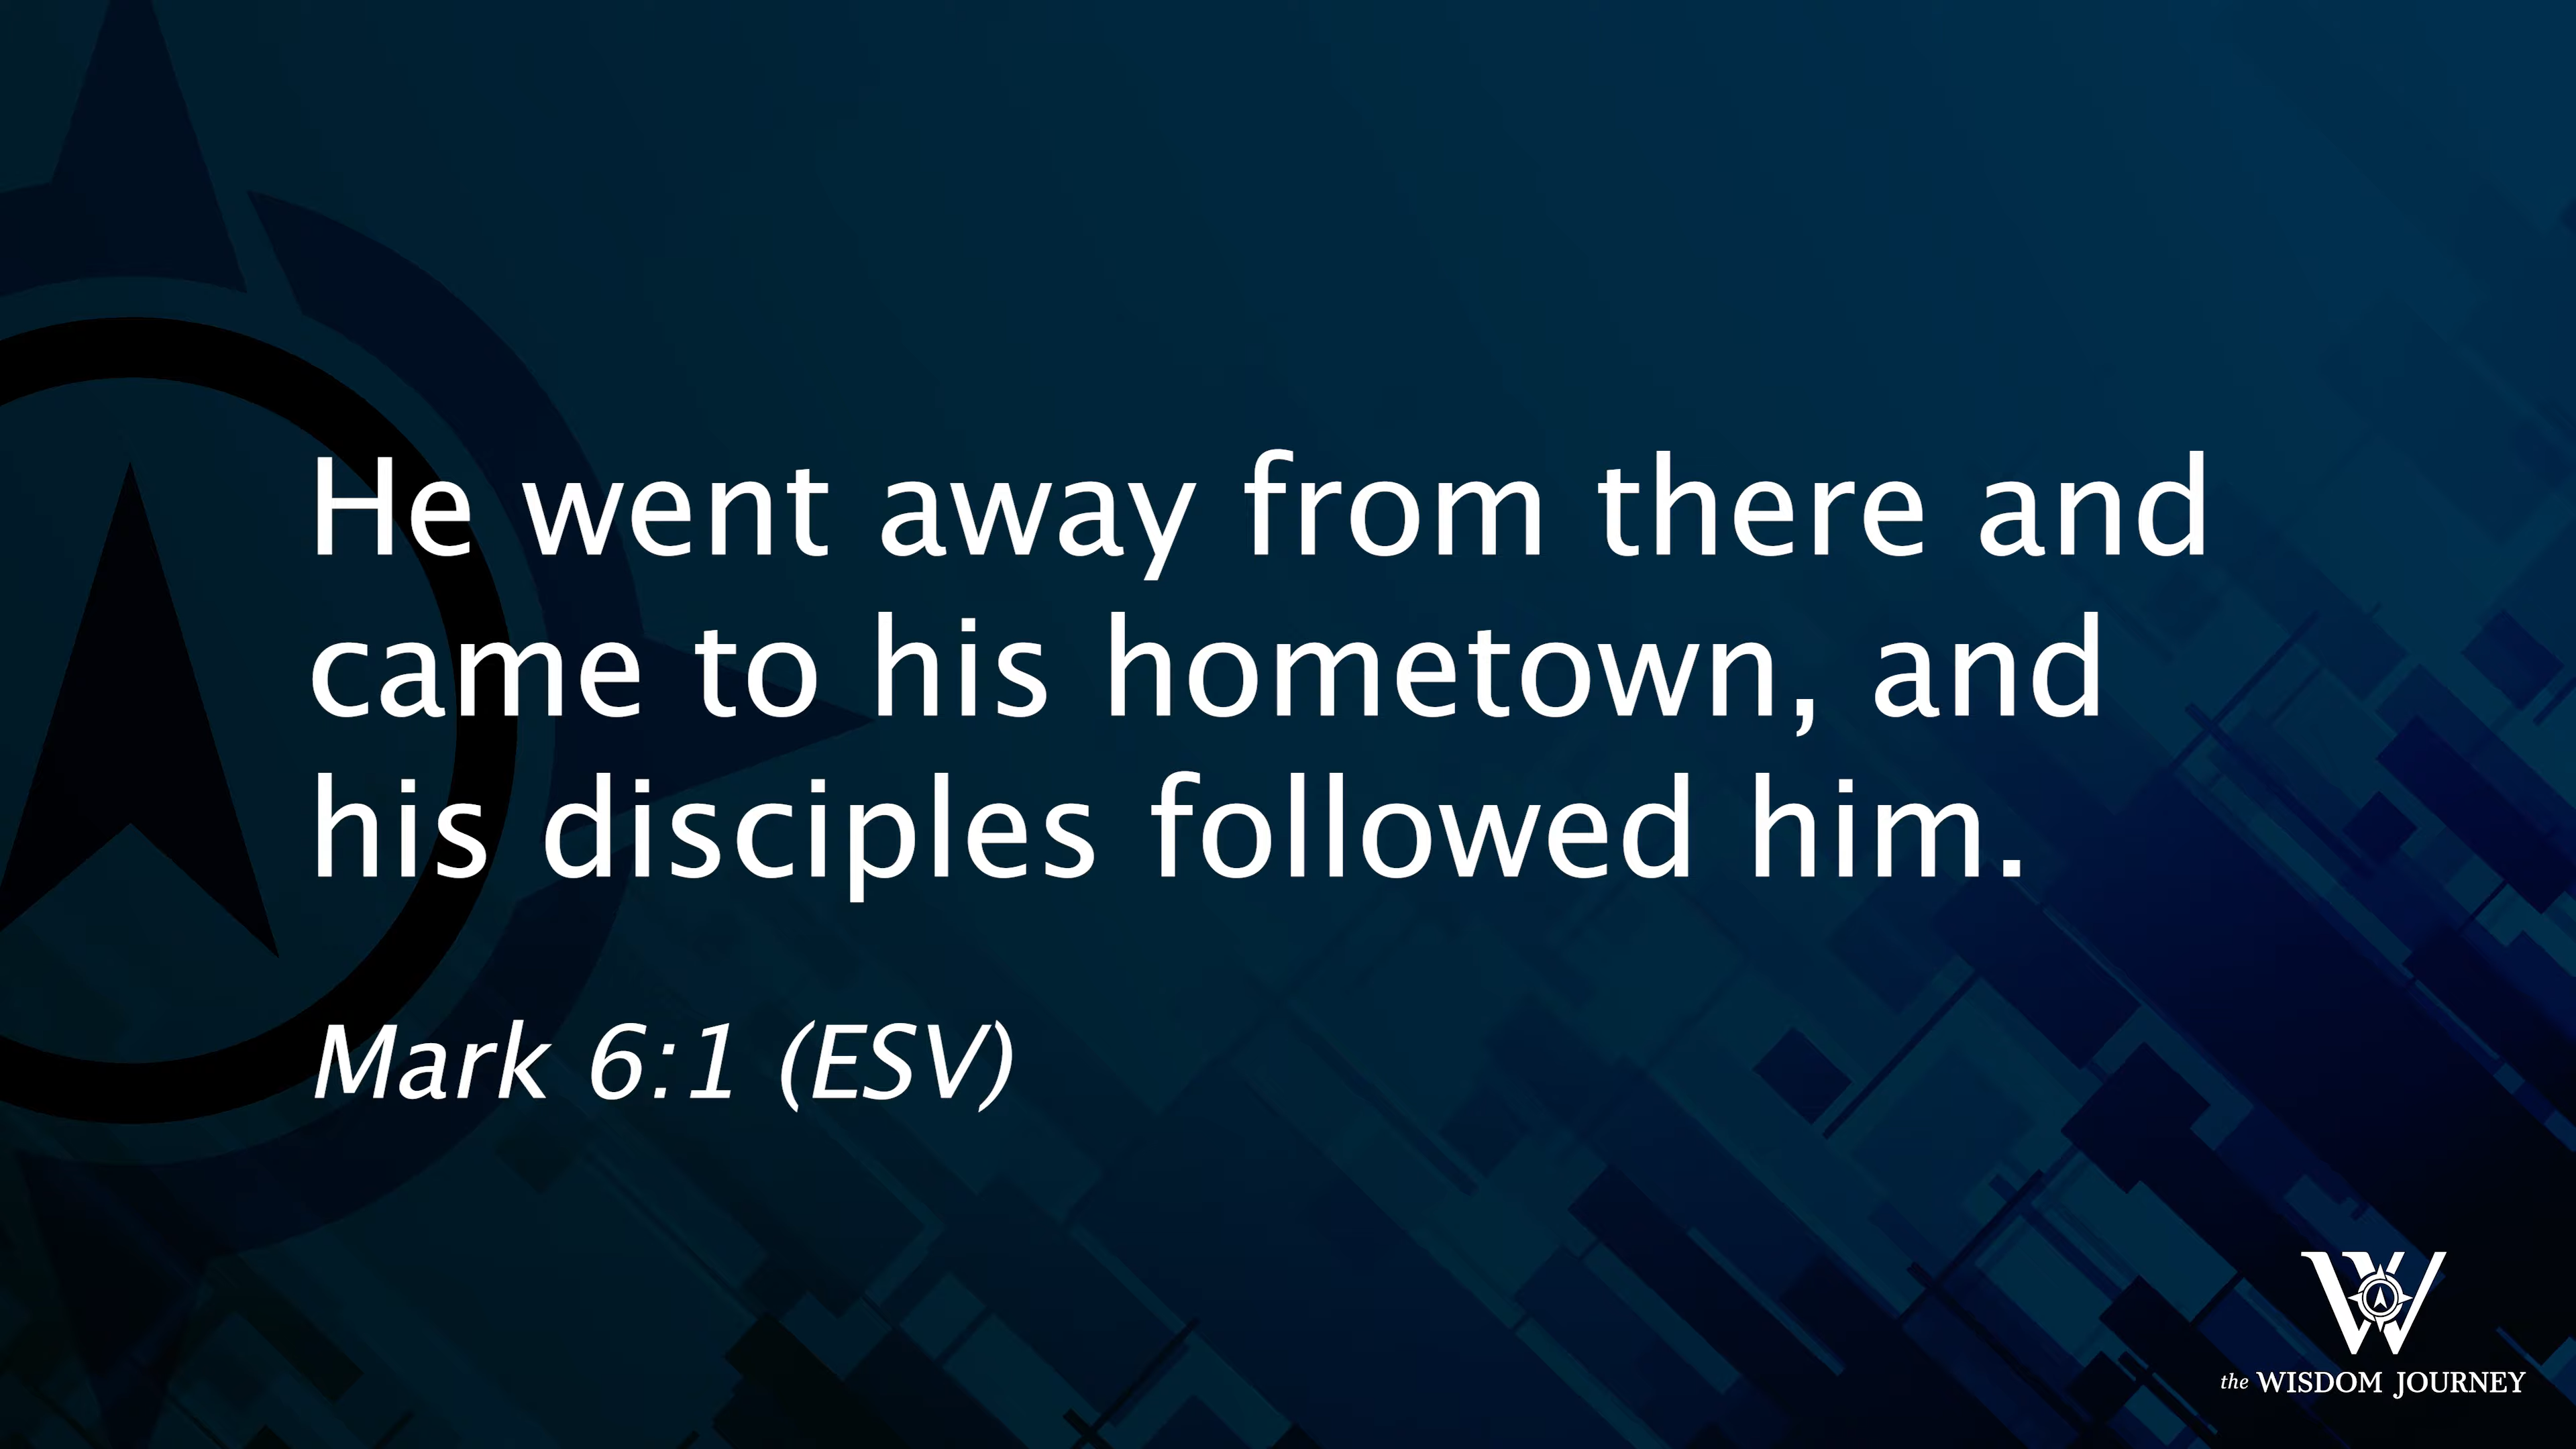 He went away from there and
came to his hometown, and
his disciples followed him.
Mark 6:1 (ESV)
W
the WISDOM JOURNEY